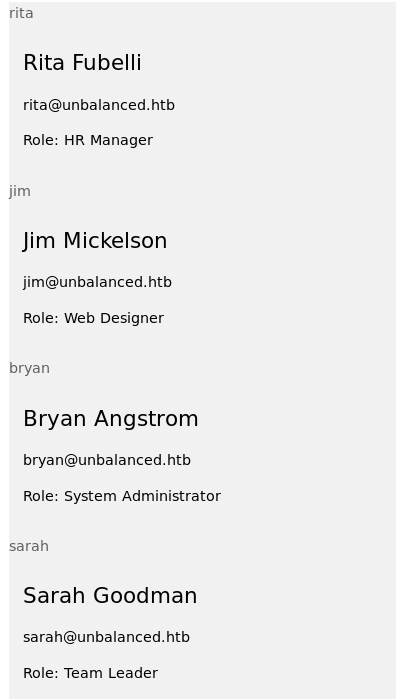 rita
Rita Fubelli
rita@unbalanced.htb
Role: HR Manager
jim
Jim Mickelson
jim@unbalanced.htb
Role: Web Designer
bryan
Bryan Angstrom
bryan@unbalanced.htb
Role: System Administrator
sarah
Sarah Goodman
sarah@unbalanced.htb
Role: Team Leader